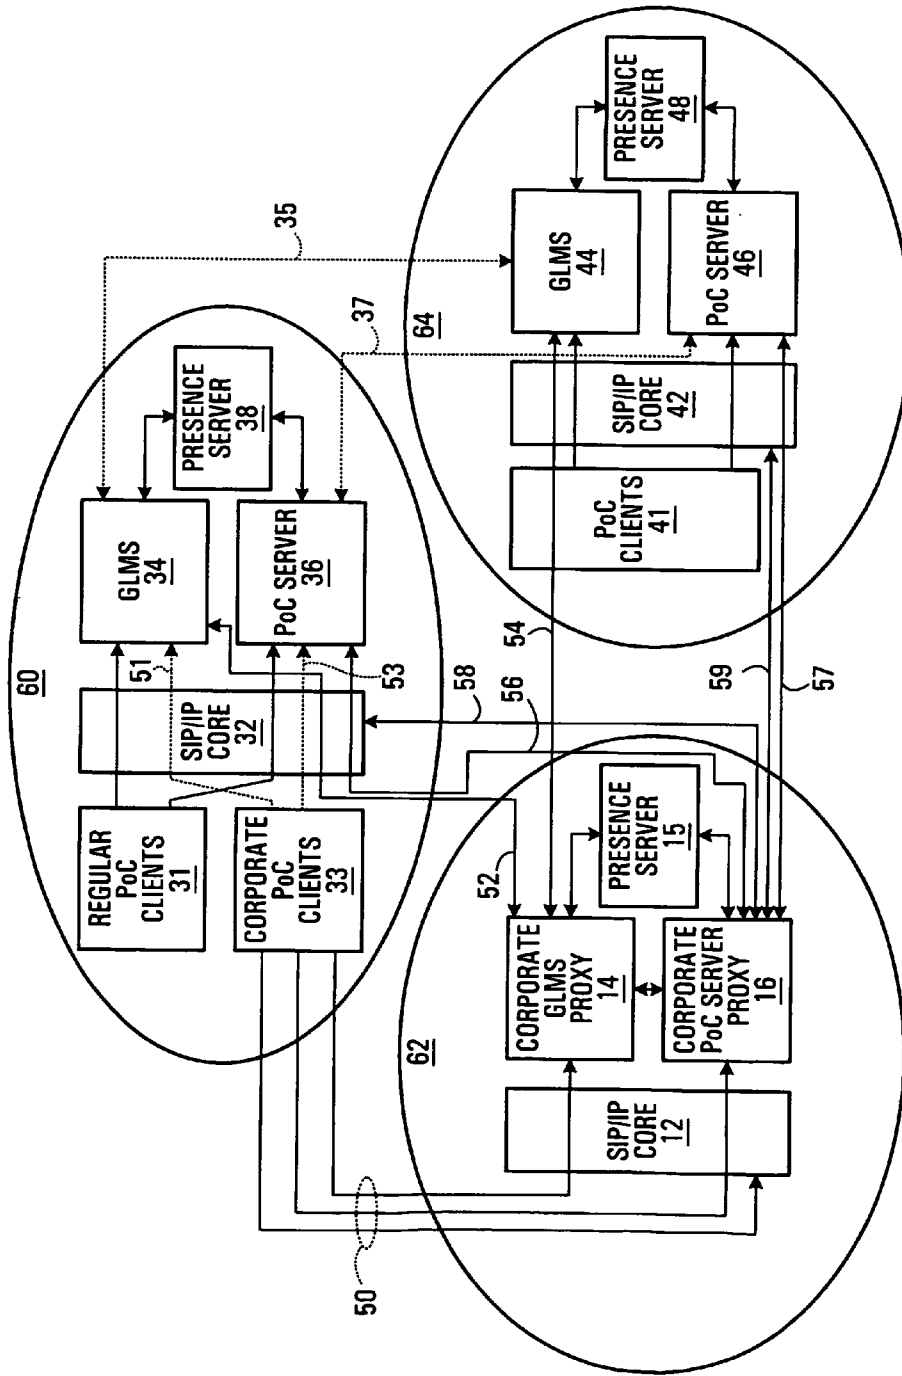 60
REGULAR
PoC
CLIENTS
31
CORPORATE
PoC
CLIENTS
33
SIP/IP
CORE
32
51
GLMS
34
PoC SERVER
36
53
PRESENCE
SERVER
38
35
37
58
56
50
62
SIP/IP
CORE
12
CORPORATE
GLMS
PROXY
14
CORPORATE
PoC SERVER
PROXY
16
PRESENCE
SERVER
15
52
54
59
57
64
PoC
CLIENTS
41
SIP/IP
CORE
42
GLMS
44
PoC SERVER
46
PRESENCE
SERVER
48